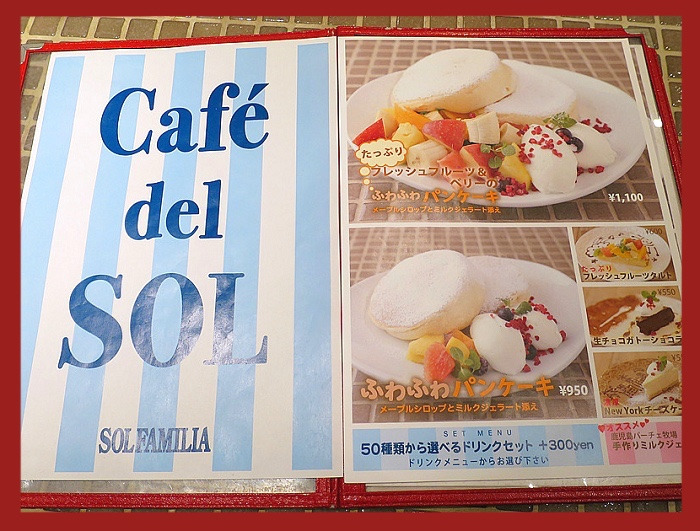 Café
del
SOL
SOL FAMILIA
たっぷり
フレッシュフルーツ&
ベリーの
ふわふわパンケーキ
メープルシロップとミルクジェラート添え
¥1,100
ふわふわパンケーキ
¥950
メープルシロップとミルクジェラート添え
¥600
たっぷり
フレッシュフルーツタルト
¥550
生チョコガトーショコラ
New Yorkチーズケ
SET MENU
50種類から選べるドリンクセット +300yen
ドリンクメニューからお選び下さい
オススメ
鹿児島バーチェ牧場
手作りミルクジェ